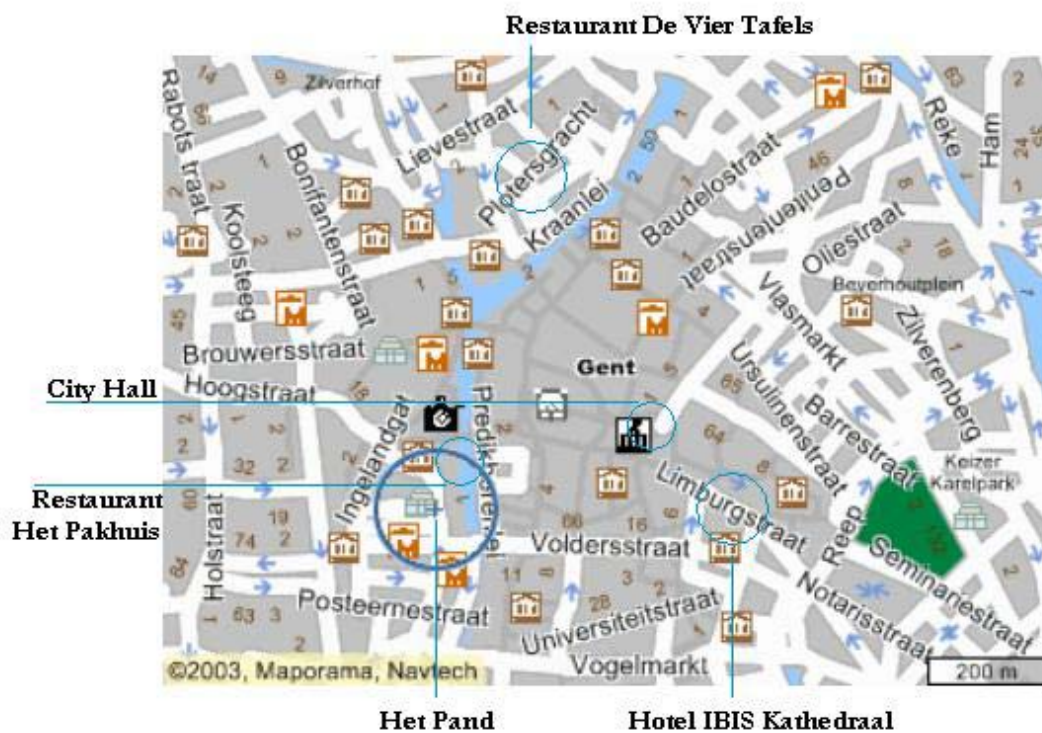 Restaurant De Vier Tafels
Zilverhof
Rabots traat
Lievestraat
Plotersgracht
Bonifantenstraat
Koolsteeg
Kraanlei
Baudelostraat
Penitentenstraat
Reke
Ham
Oliestraat
Beverhoutplein
Vlasmarkt
Zilverenberg
Brouwersstraat
Hoogstraat
Gent
Ursulinenstraat
Barrestraat
City Hall
Ingelandgat
Predikherenlei
Limburgstraat
Keizer
Karelpark
Restaurant
Het Pakhuis
Holstraat
Voldersstraat
Reep
Seminariestraat
Posteernestraat
Universiteitstraat
Notarisstraat
Vogelmarkt
©2003, Maporama, Navtech
200 m
Het Pand
Hotel IBIS Kathedraal